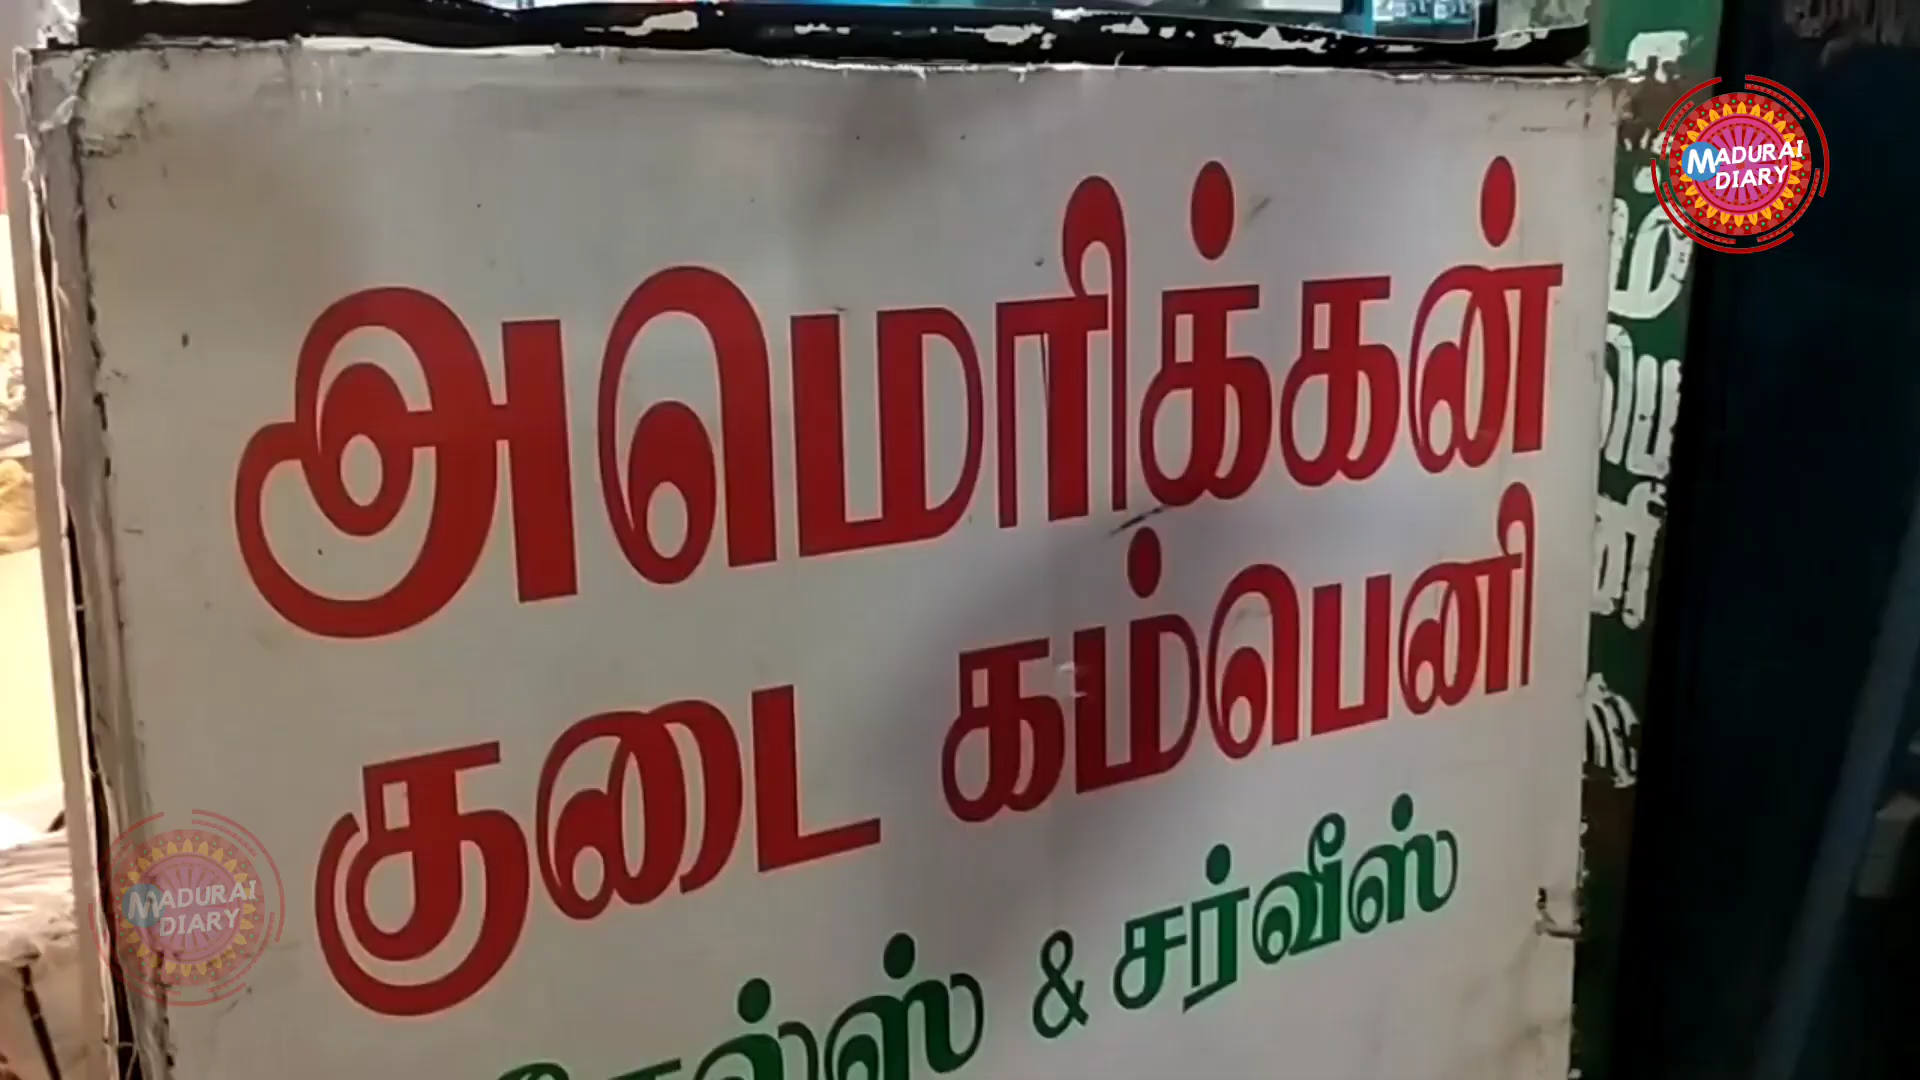 அமெரிக்கன்
குடை கம்பெனி
சேல்ஸ் & சர்வீஸ்
MADURAI
DIARY
MADURAI
DIARY